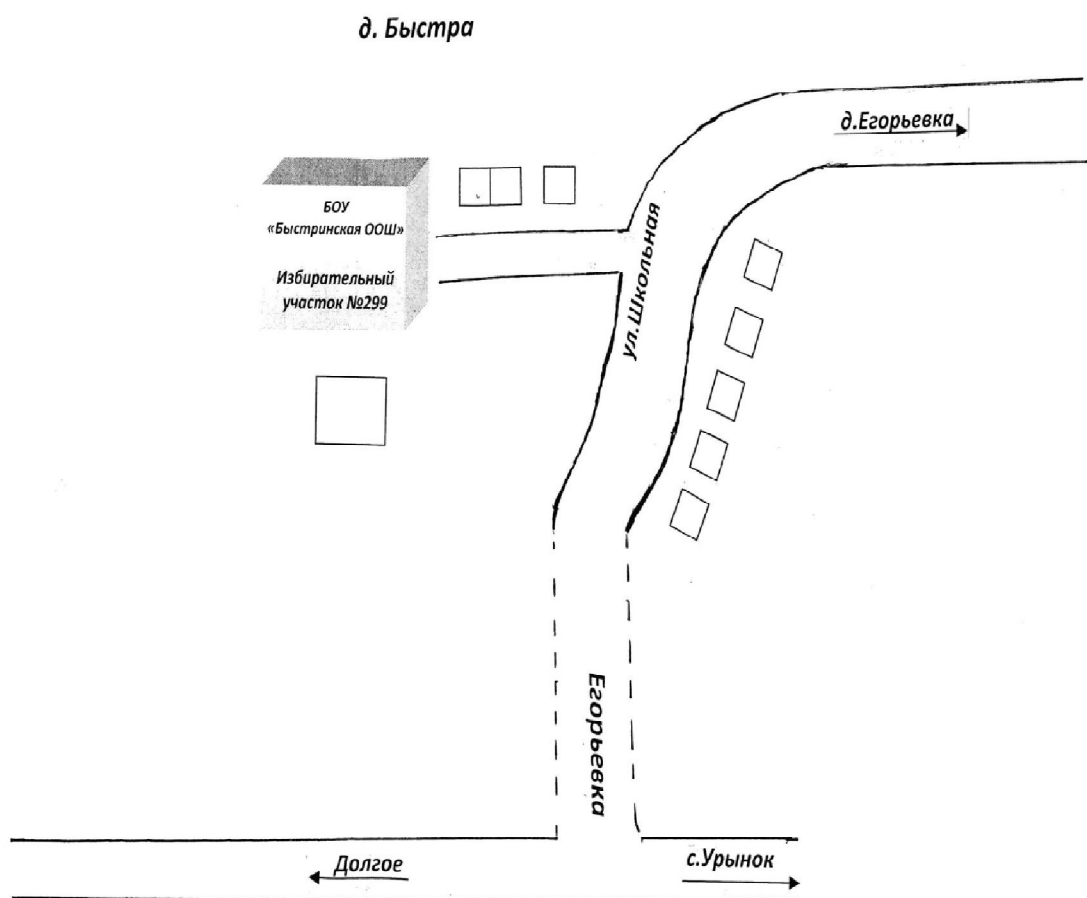 д. Быстра
д.Егорьевка
БОУ
«Быстринская ООШ»
Избирательный
участок №299
ул.Школьная
Егорьевка
Долгое
с.Урынок